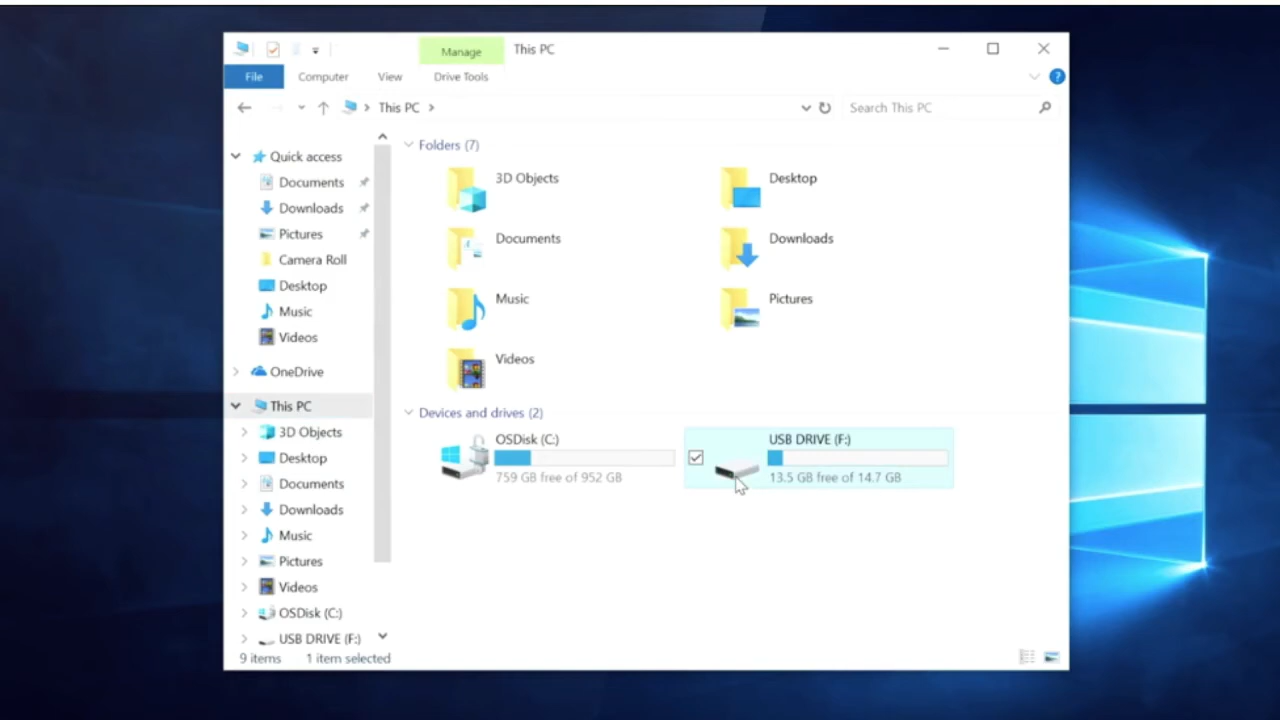 Manage
This PC
File
Computer
View
Drive Tools
?
This PC
Search This PC
Quick access
Documents
Downloads
Pictures
Camera Roll
Desktop
Music
Videos
OneDrive
This PC
3D Objects
Desktop
Documents
Downloads
Music
Pictures
Videos
OSDisk (C:)
USB DRIVE (F:)
Folders (7)
3D Objects
Desktop
Documents
Downloads
Music
Pictures
Videos
Devices and drives (2)
OSDisk (C:)
759 GB free of 952 GB
USB DRIVE (F:)
13.5 GB free of 14.7 GB
9 items
1 item selected